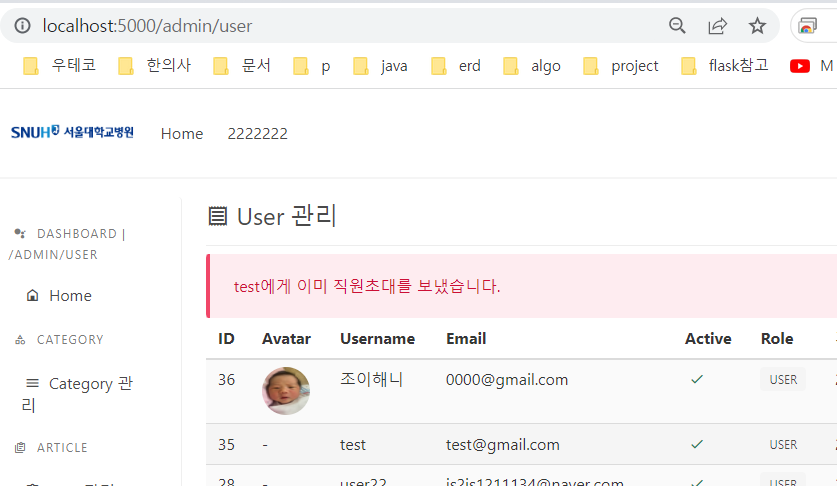 localhost:5000/admin/user
우테코 한의사 문서 p java erd algo project flask참고 M
SNUH 서울대학교병원 Home 2222222
User 관리
DASHBOARD |
/ADMIN/USER
Home
CATEGORY
Category 관
리
ARTICLE
test에게 이미 직원초대를 보냈습니다.
ID Avatar Username Email Active Role
36 조이해니 0000@gmail.com USER
35 - test test@gmail.com USER
28 - user22 is2is1211134@naver.com USER